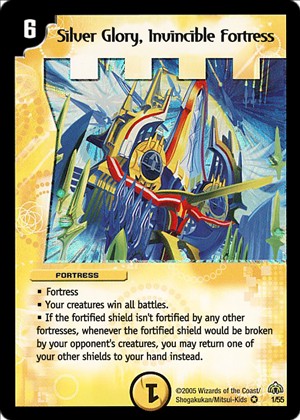 6
Silver Glory, Invincible Fortress
FORTRESS
▪ Fortress
▪ Your creatures win all battles.
▪ If the fortified shield isn't fortified by any other
fortresses, whenever the fortified shield would be broken
by your opponent's creatures, you may return one of
your other shields to your hand instead.
1
©2005 Wizards of the Coast/
Shogakukan/Mitsui-Kids
1/55